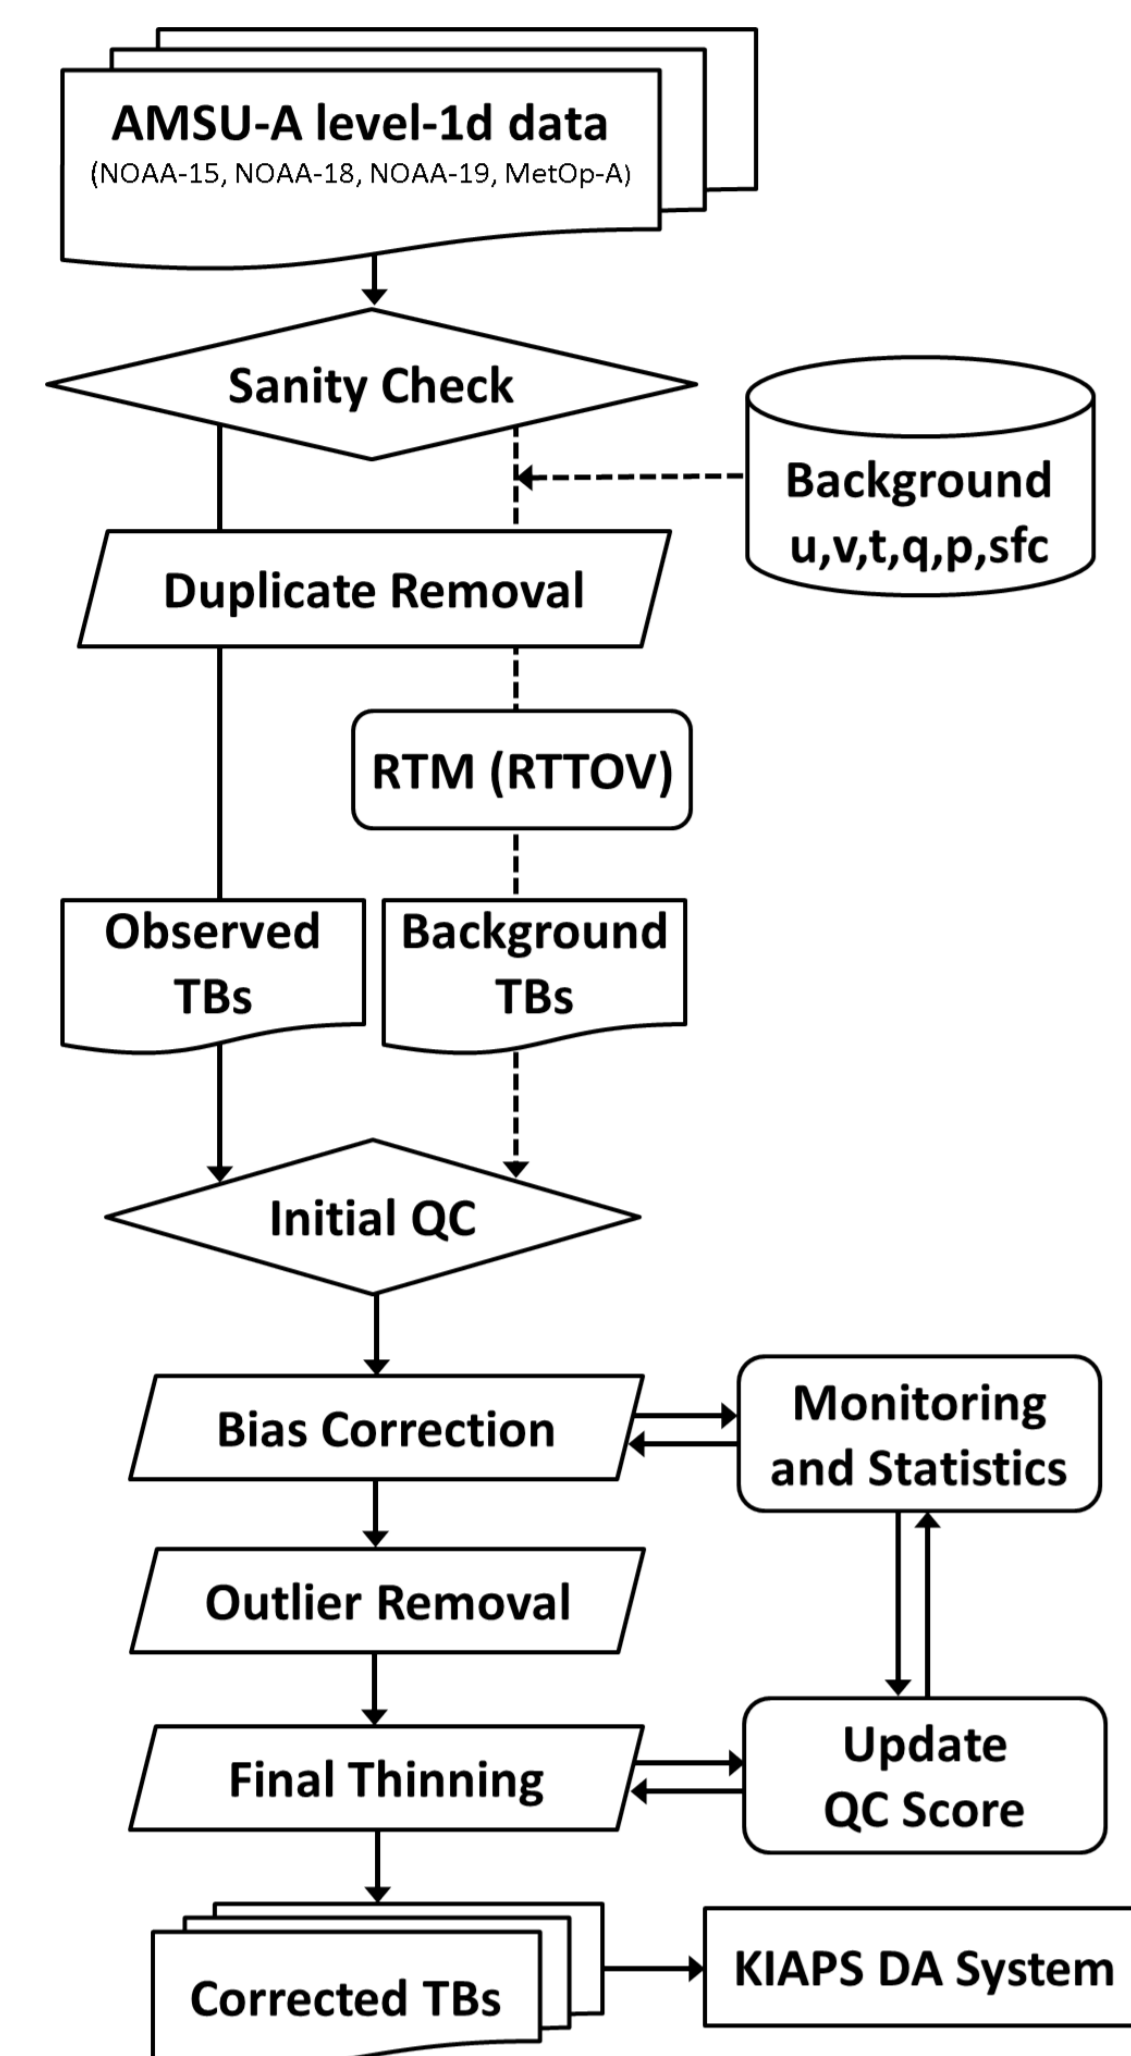 AMSU-A level-1d data
(NOAA-15, NOAA-18, NOAA-19, MetOp-A)
Sanity Check
Background
u,v,t,q,p,sfc
Duplicate Removal
RTM (RTTOV)
Observed
TBs
Background
TBs
Initial QC
Bias Correction
Monitoring
and Statistics
Outlier Removal
Final Thinning
Update
QC Score
Corrected TBs
KIAPS DA System